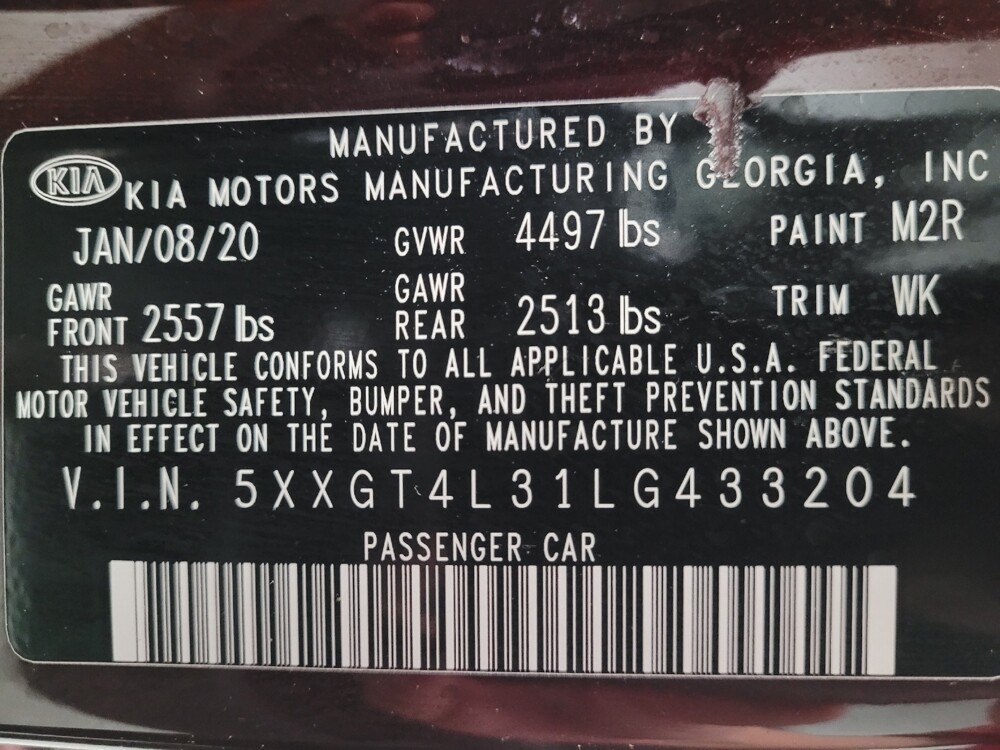 MANUFACTURED BY
KIA KIA MOTORS MANUFACTURING GEORGIA, INC
JAN/08/20 GVWR 4497 lbs PAINT M2R
GAWR FRONT 2557 lbs GAWR REAR 2513 lbs TRIM WK
THIS VEHICLE CONFORMS TO ALL APPLICABLE U.S.A. FEDERAL
MOTOR VEHICLE SAFETY, BUMPER, AND THEFT PREVENTION STANDARDS
IN EFFECT ON THE DATE OF MANUFACTURE SHOWN ABOVE.
V.I.N. 5XXGT4L31LG433204
PASSENGER CAR